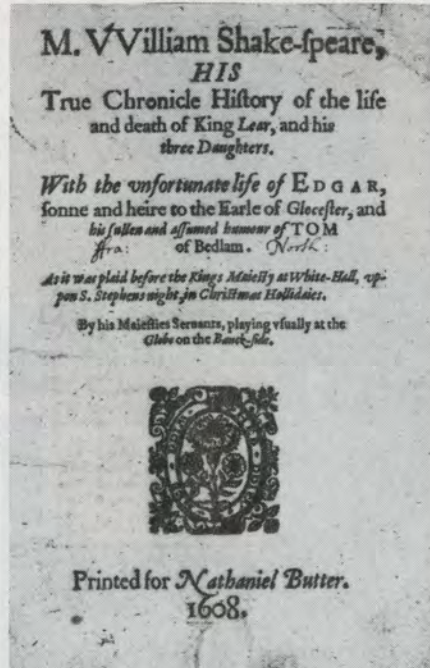 M. VVilliam Shake-ſpeare,
HIS
True Chronicle Hiſtory of the life
and death of King Lear, and his
three Daughters.
With the vnfortunate life of EDGAR,
ſonne and heire to the Earle of Gloceſter, and
his ſullen and aſſumed humour of TOM
of Bedlam. North:
As it was plaid before the Kings Maieſty at White-Hall, vp-
pon S. Stephens night, in Chriſtmas Hollidaies.
By his Maieſties Servants, playing vſually at the
Globe on the Banck-ſide.
Printed for Nathaniel Butter.
1608.